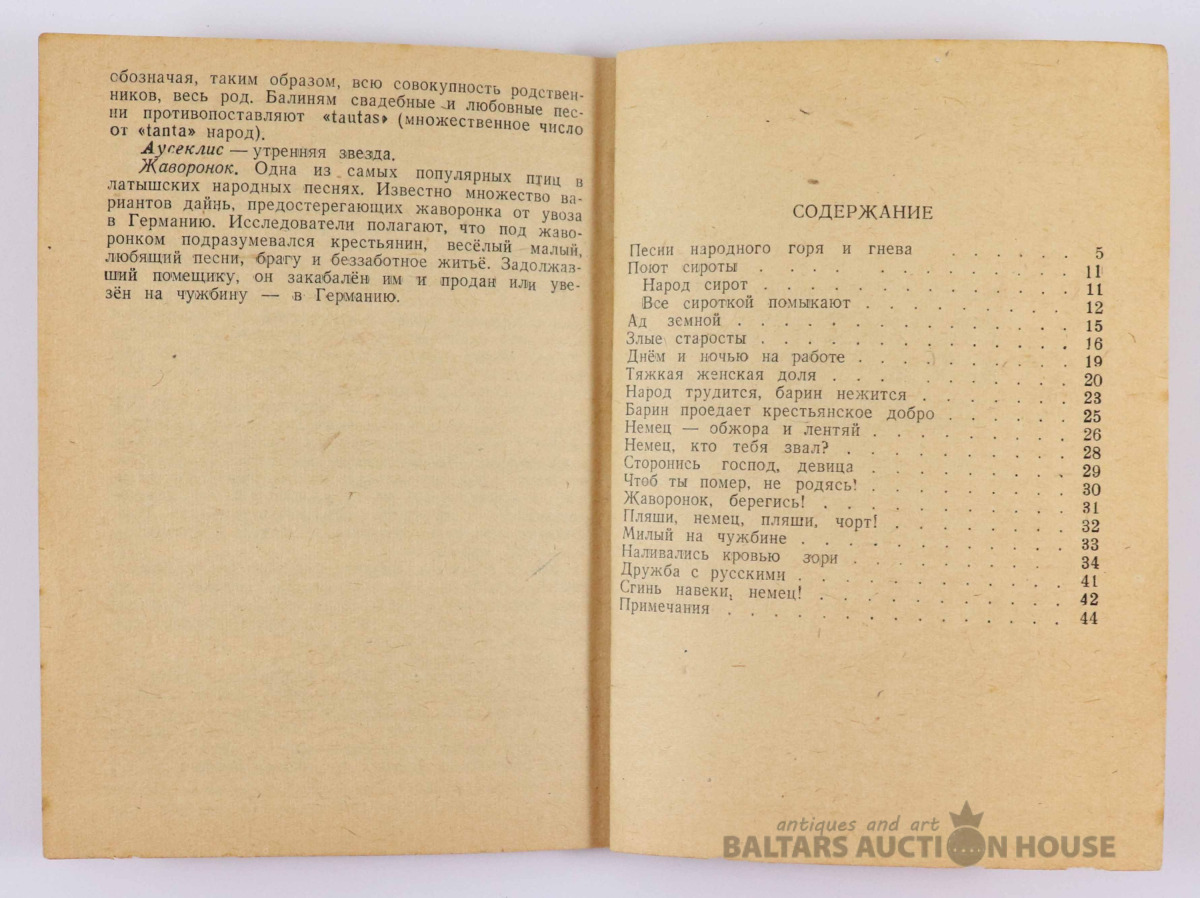 обозначая, таким образом, всю совокупность родствен-
ников, весь род. Балиням свадебные и любовные пес-
ни противопоставляют «tautas» (множественное число
от «tanta» народ).
Аусеклис — утренняя звезда.
Жаворонок. Одна из самых популярных птиц в
латышских народных песнях. Известно множество ва-
риантов дайнь, предостерегающих жаворонка от увоза
в Германию. Исследователи полагают, что под жаво-
ронком подразумевался крестьянин, весёлый малый,
любящий песни, брагу и беззаботное житьё. Задолжав-
ший помещику, он закабалён им и продан или уве-
зён на чужбину — в Германию.
СОДЕРЖАНИЕ
Песни народного горя и гнева . . . . . 5
Поют сироты . . . . . . . . . . . . . 11
Народ сирот . . . . . . . . . . . . . 11
Все сироткой помыкают . . . . . . . . 12
Ад земной . . . . . . . . . . . . . . 15
Злые старосты . . . . . . . . . . . . 16
Днём и ночью на работе . . . . . . . . 19
Тяжкая женская доля . . . . . . . . . 20
Народ трудится, барин нежится . . . . . 23
Барин проедает крестьянское добро . . . . 25
Немец — обжора и лентяй . . . . . . . 26
Немец, кто тебя звал? . . . . . . . . 28
Сторонись господ, девица . . . . . . . 29
Чтоб ты помер, не родясь! . . . . . . . 30
Жаворонок, берегись! . . . . . . . . . 31
Пляши, немец, пляши, чорт! . . . . . . 32
Милый на чужбине . . . . . . . . . . 33
Наливались кровью зори . . . . . . . . 34
Дружба с русскими . . . . . . . . . . 41
Сгинь навеки, немец! . . . . . . . . . 42
Примечания . . . . . . . . . . . . . 44
antiques and art
BALTARS AUCTION HOUSE